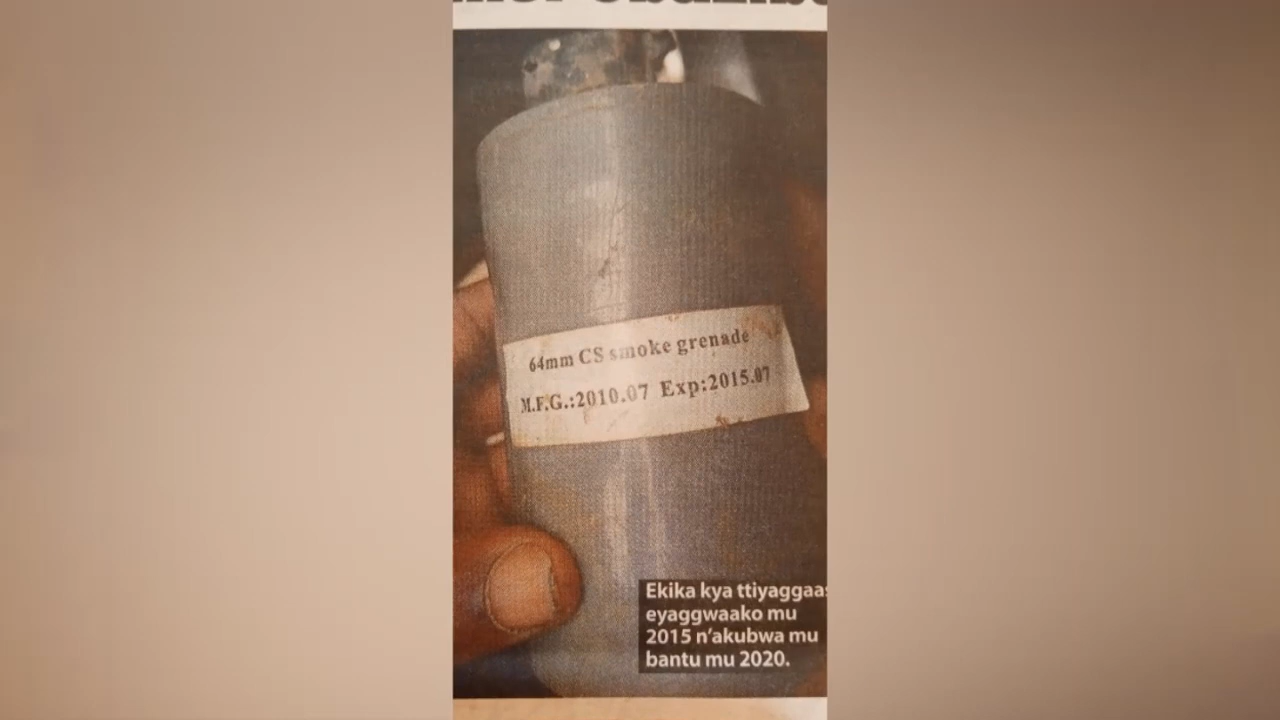 64mm CS smoke grenade
M.F.G.:2010.07 Exp:2015.07
Ekika kya ttiyaggaas
eyaggwaako mu
2015 n'akubwa mu
bantu mu 2020.